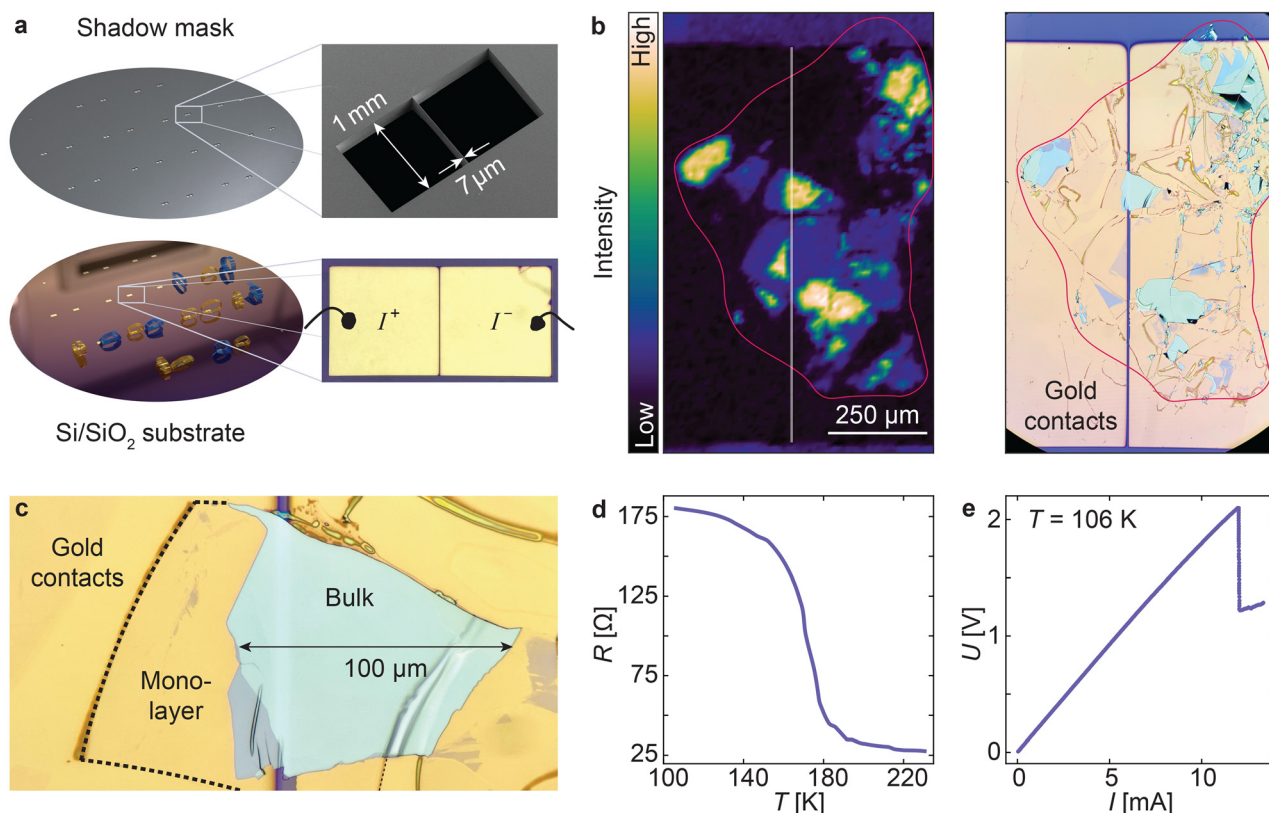 a
Shadow mask
1 mm
7 µm
I⁺
I⁻
Si/SiO₂ substrate
b
High
Intensity
Low
250 µm
Gold
contacts
c
Gold
contacts
Bulk
100 µm
Mono-
layer
d
R [Ω]
175
125
75
25
100
140
180
220
T [K]
e
T = 106 K
U [V]
2
1
0
0
5
10
I [mA]